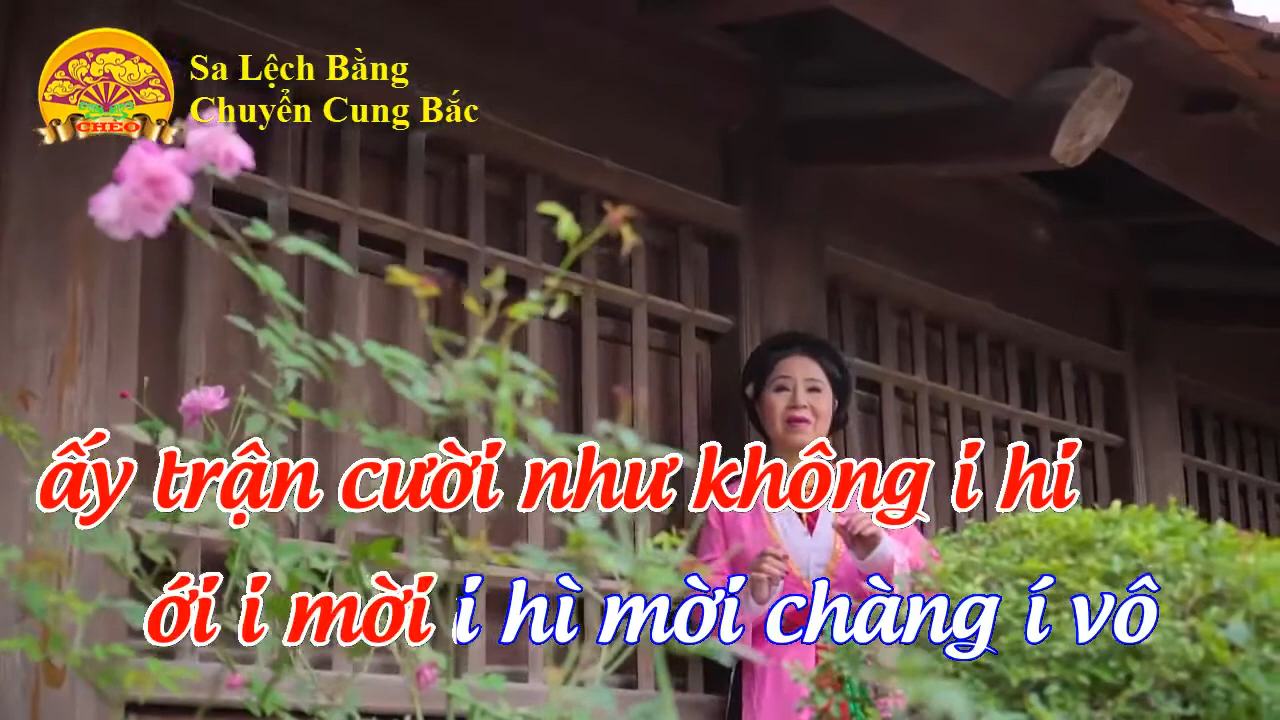 Sa Lệch Bằng
Chuyển Cung Bắc
CHÈO
ấy trận cười như không i hi
ới i mời i hì mời chàng í vô